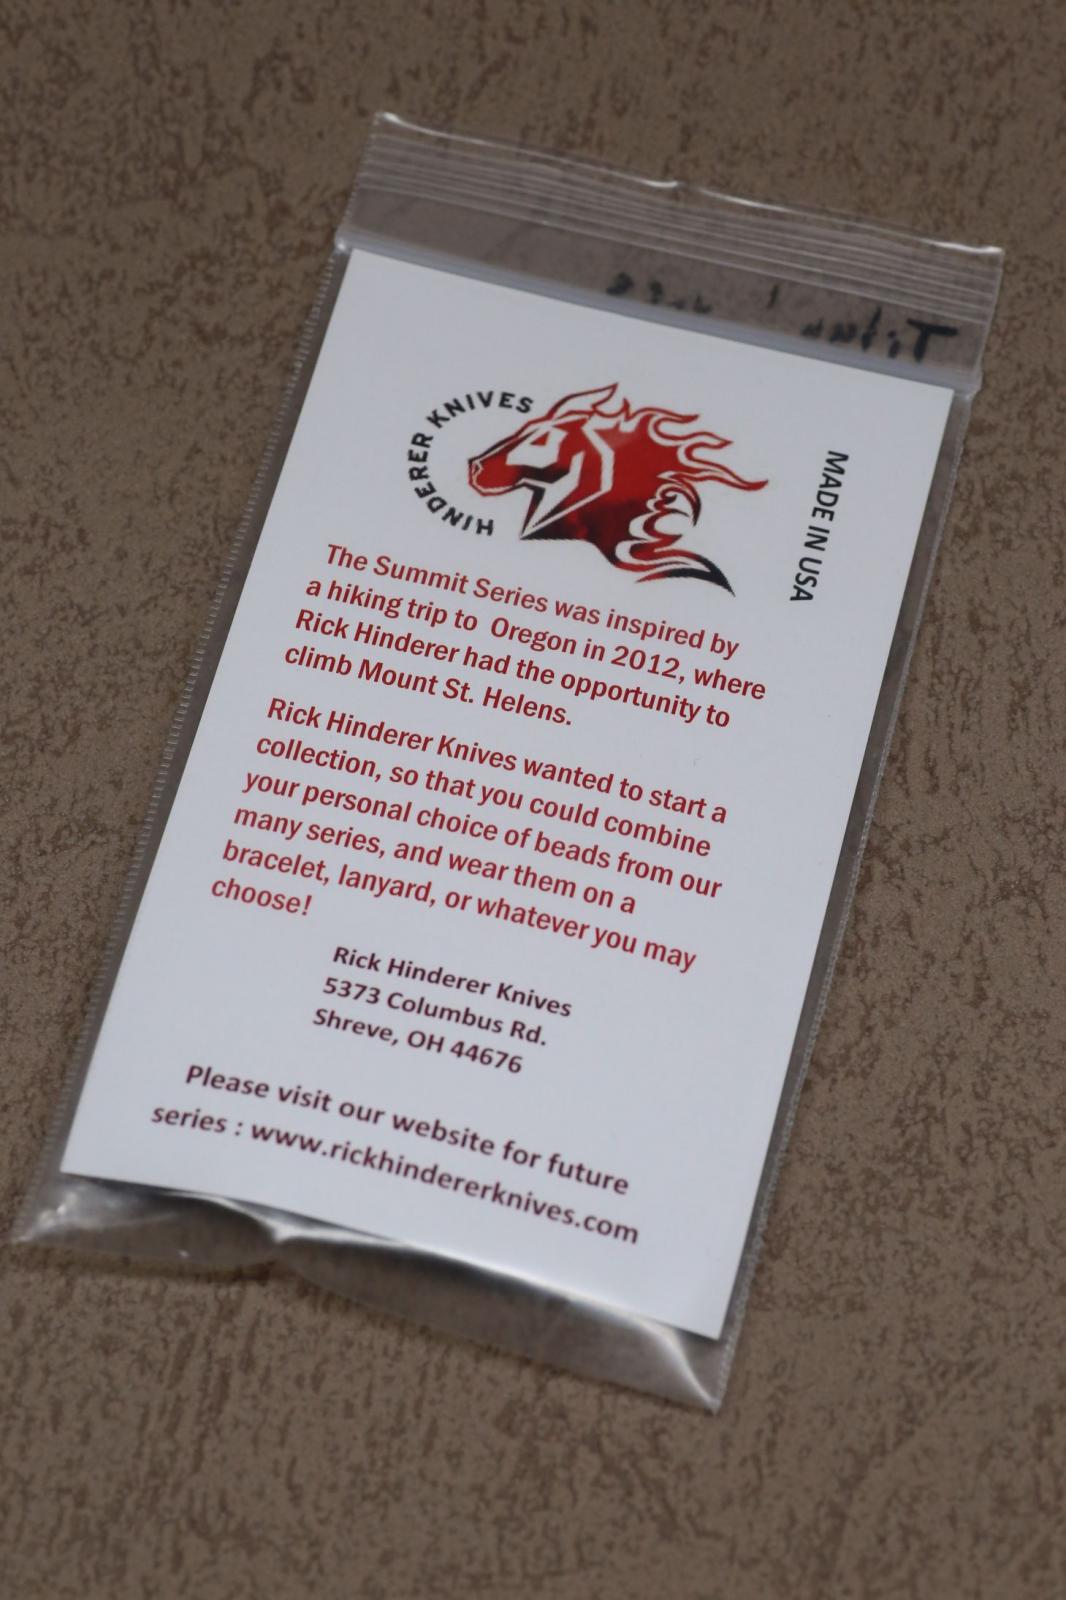 HINDERER KNIVES
MADE IN USA
The Summit Series was inspired by
a hiking trip to Oregon in 2012, where
Rick Hinderer had the opportunity to
climb Mount St. Helens.
Rick Hinderer Knives wanted to start a
collection, so that you could combine
your personal choice of beads from our
many series, and wear them on a
bracelet, lanyard, or whatever you may
choose!
Rick Hinderer Knives
5373 Columbus Rd.
Shreve, OH 44676
Please visit our website for future
series : www.rickhindererknives.com